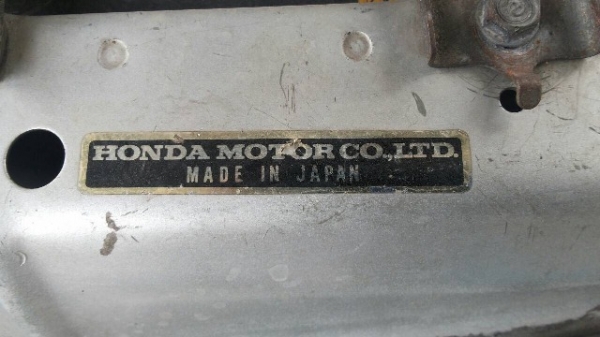 HONDA MOTOR CO.,LTD.
MADE IN JAPAN